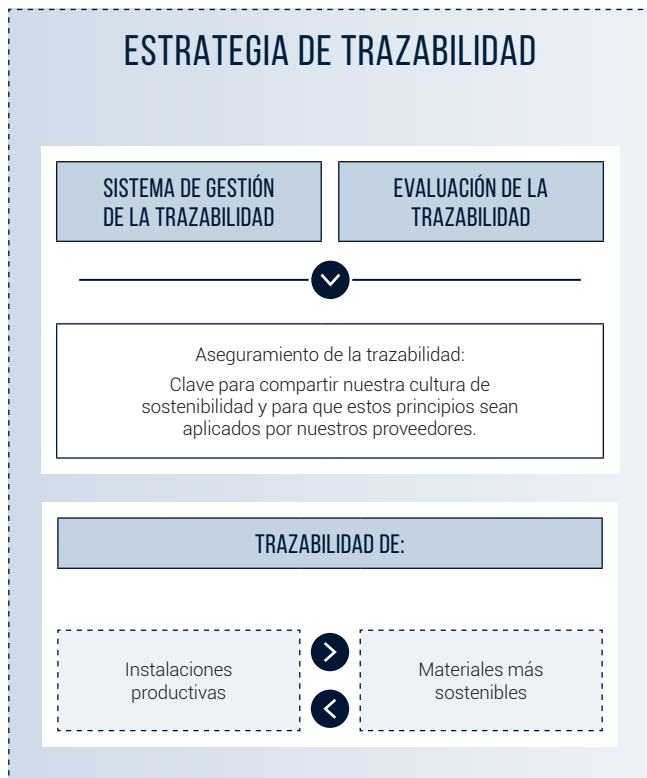 ESTRATEGIA DE TRAZABILIDAD
SISTEMA DE GESTIÓN
DE LA TRAZABILIDAD
EVALUACIÓN DE LA
TRAZABILIDAD
Aseguramiento de la trazabilidad:
Clave para compartir nuestra cultura de
sostenibilidad y para que estos principios sean
aplicados por nuestros proveedores.
TRAZABILIDAD DE:
Instalaciones
productivas
Materiales más
sostenibles